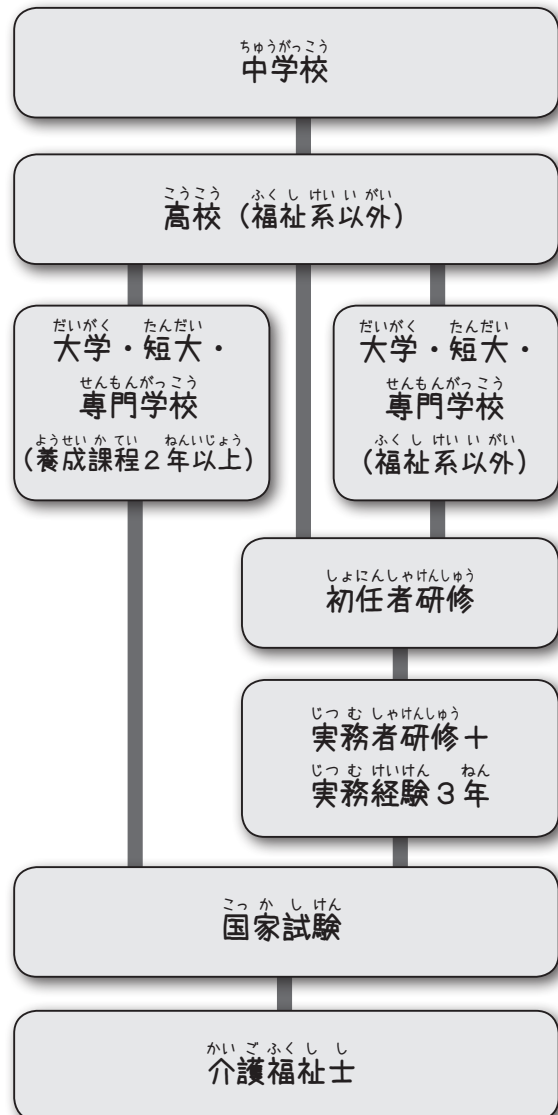 ちゅうがっこう
中学校
こうこう ふくしけいいがい
高校（福祉系以外）
だいがく たんだい
大学・短大・
せんもんがっこう
専門学校
ようせいかてい ねんいじょう
（養成課程２年以上）
だいがく たんだい
大学・短大・
せんもんがっこう
専門学校
ふくしけいいがい
（福祉系以外）
しょにんしゃけんしゅう
初任者研修
じつむしゃけんしゅう
実務者研修＋
じつむけいけん ねん
実務経験３年
こっかしけん
国家試験
かいごふくしし
介護福祉士